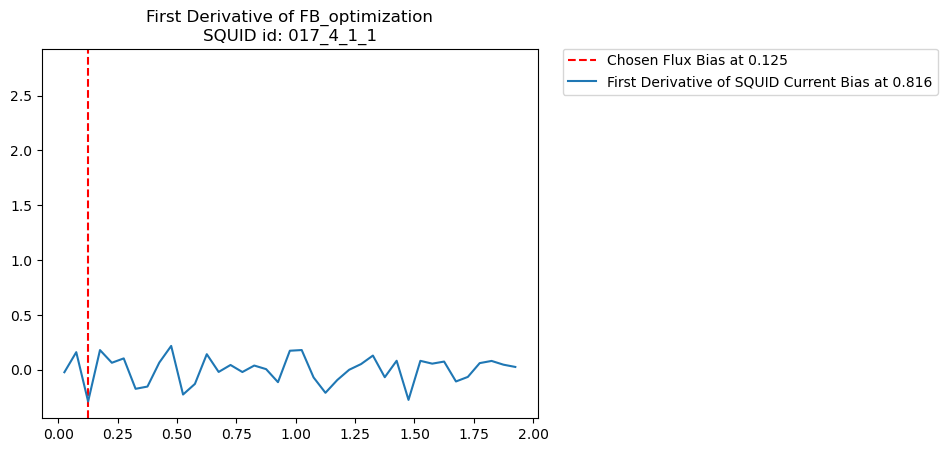 First Derivative of FB_optimization
SQUID id: 017_4_1_1
Chosen Flux Bias at 0.125
First Derivative of SQUID Current Bias at 0.816
2.5
2.0
1.5
1.0
0.5
0.0
0.00 0.25 0.50 0.75 1.00 1.25 1.50 1.75 2.00